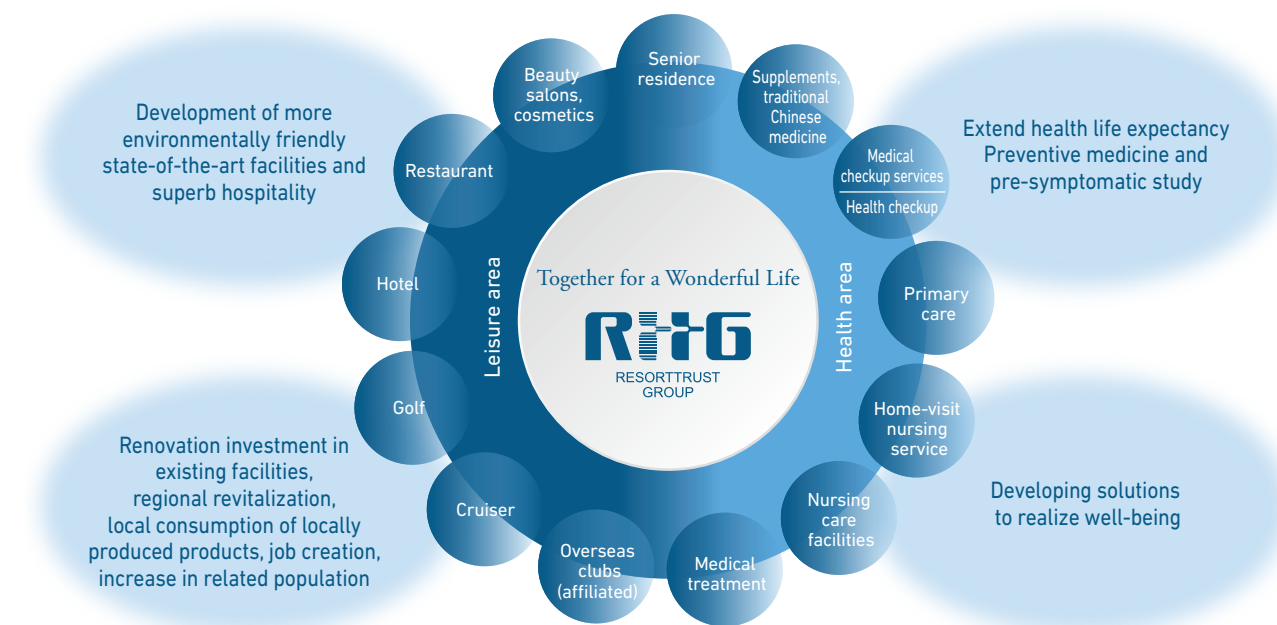 Development of more
environmentally friendly
state-of-the-art facilities and
superb hospitality
Beauty
salons,
cosmetics
Senior
residence
Supplements,
traditional
Chinese
medicine
Medical
checkup services
Health checkup
Extend health life expectancy
Preventive medicine and
pre-symptomatic study
Restaurant
Hotel
Golf
Cruiser
Overseas
clubs
(affiliated)
Leisure area
Together for a Wonderful Life
RTTG
RESORTTRUST
GROUP
Health area
Primary
care
Home-visit
nursing
service
Nursing
care
facilities
Medical
treatment
Renovation investment in
existing facilities,
regional revitalization,
local consumption of locally
produced products, job creation,
increase in related population
Developing solutions
to realize well-being